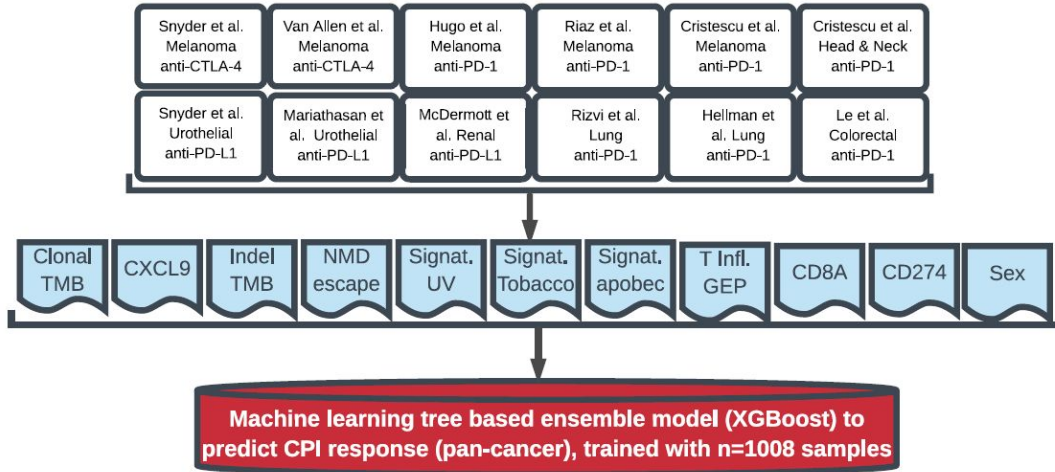 Snyder et al.
Melanoma
anti-CTLA-4
Van Allen et al.
Melanoma
anti-CTLA-4
Hugo et al.
Melanoma
anti-PD-1
Riaz et al.
Melanoma
anti-PD-1
Cristescu et al.
Melanoma
anti-PD-1
Cristescu et al.
Head & Neck
anti-PD-1
Snyder et al.
Urothelial
anti-PD-L1
Mariathasan
et al. Urothelial
anti-PD-L1
McDermott
et al. Renal
anti-PD-L1
Rizvi et al.
Lung
anti-PD-1
Hellman
et al. Lung
anti-PD-1
Le et al.
Colorectal
anti-PD-1
Clonal
TMB
CXCL9
Indel
TMB
NMD
escape
Signat.
UV
Signat.
Tobacco
Signat.
apobec
T Infl.
GEP
CD8A
CD274
Sex
Machine learning tree based ensemble model (XGBoost) to
predict CPI response (pan-cancer), trained with n=1008 samples